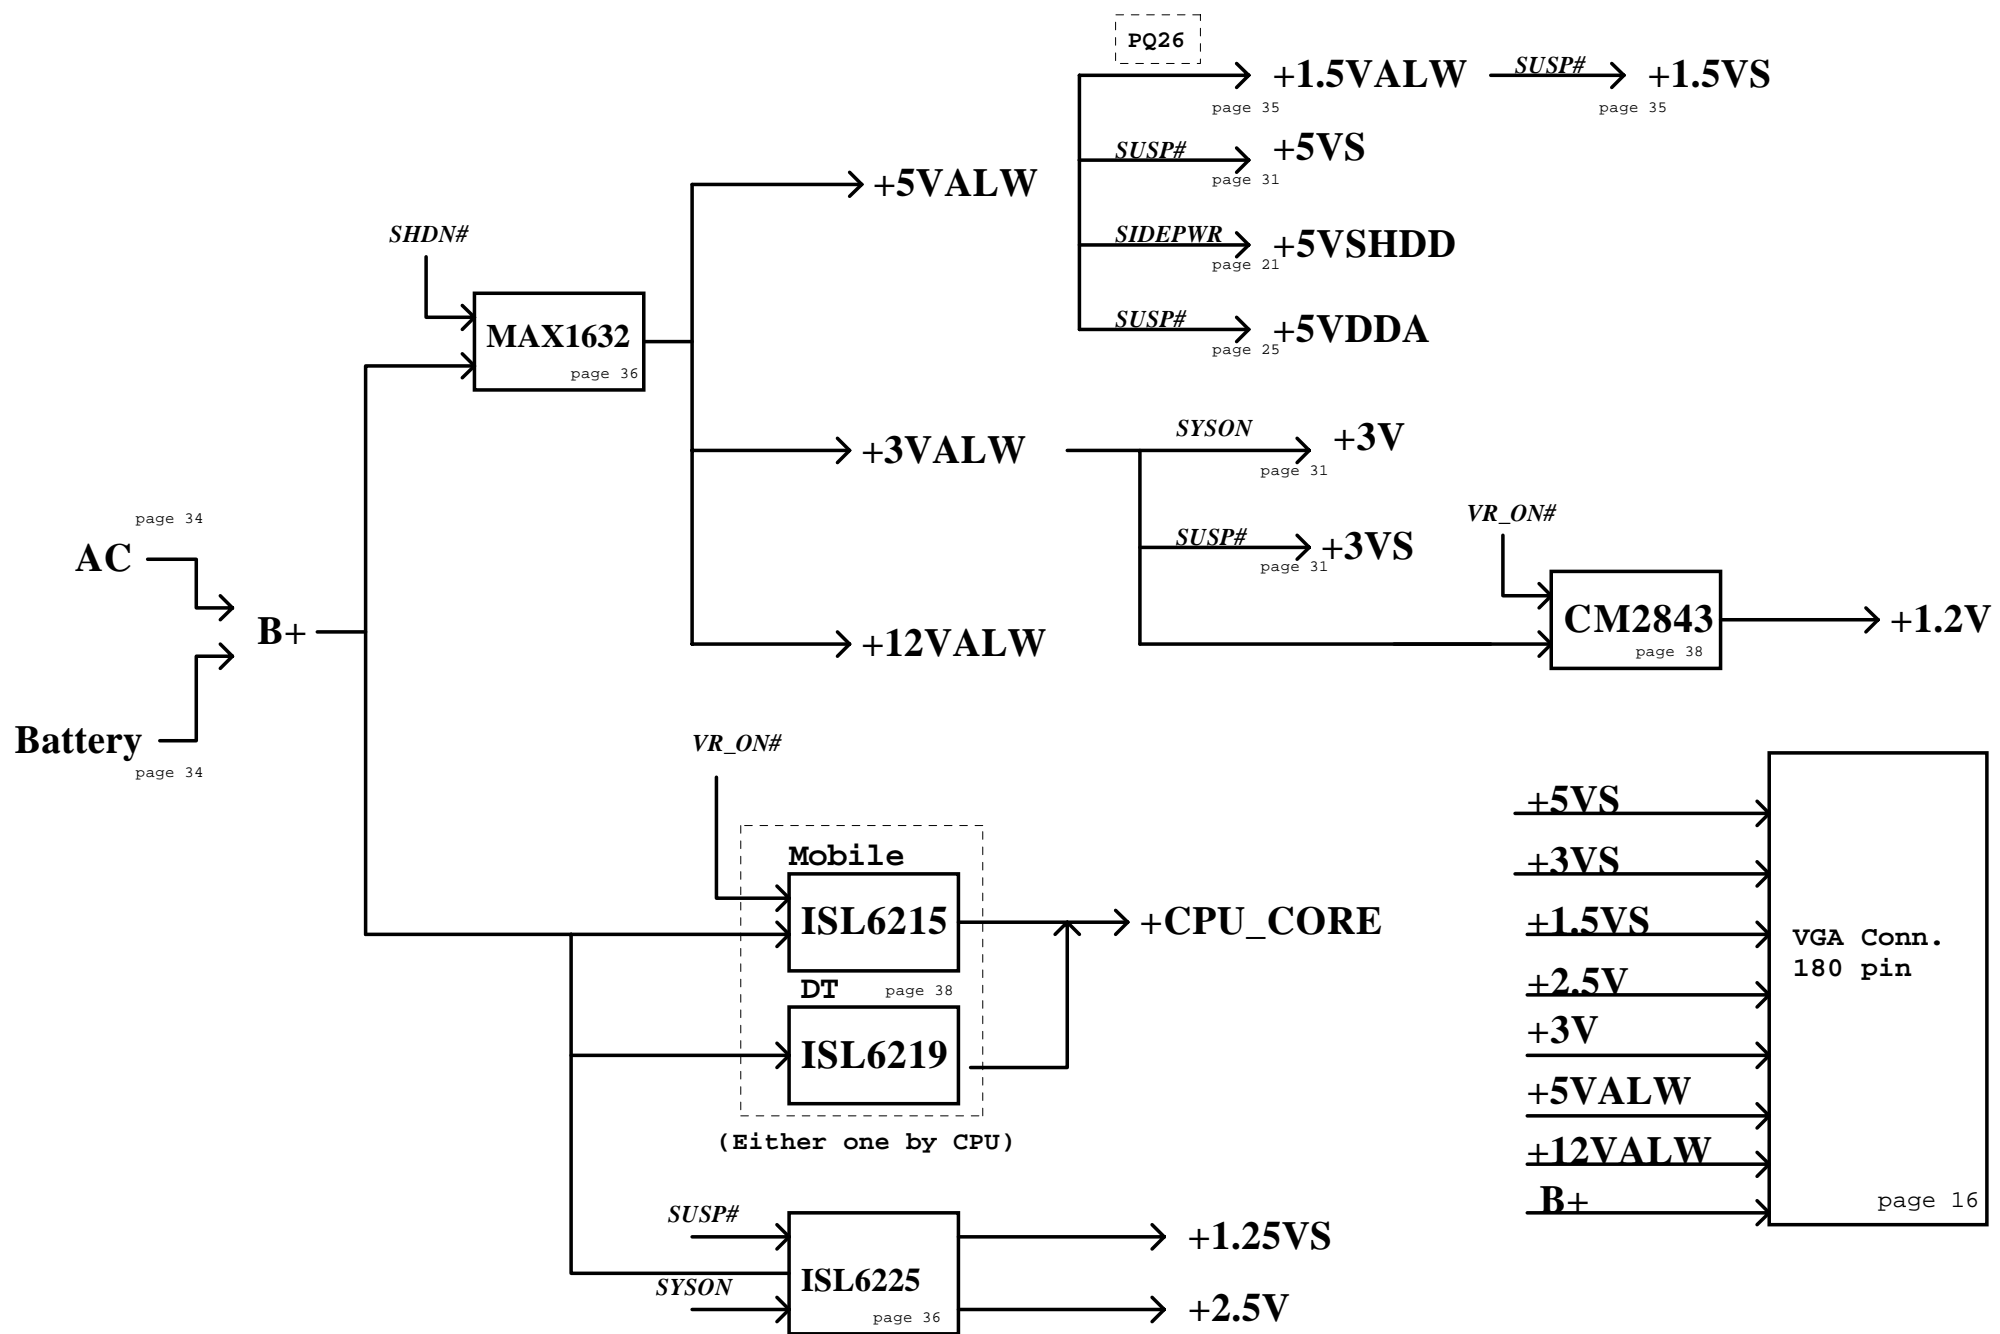 PQ26
+1.5VALW
SUSP#
+1.5VS
page 35
page 35
SUSP#
+5VS
page 31
+5VALW
SIDEPWR
+5VSHDD
page 21
SHDN#
MAX1632
page 36
SUSP#
+5VDDA
page 25
+3VALW
SYSON
+3V
page 31
SUSP#
+3VS
page 31
VR_ON#
CM2843
page 38
+1.2V
page 34
AC
B+
+12VALW
Battery
page 34
VR_ON#
Mobile
ISL6215
+CPU_CORE
DT
page 38
ISL6219
(Either one by CPU)
SUSP#
+1.25VS
SYSON
ISL6225
page 36
+2.5V
+5VS
+3VS
+1.5VS
+2.5V
+3V
+5VALW
+12VALW
B+
VGA Conn.
180 pin
page 16